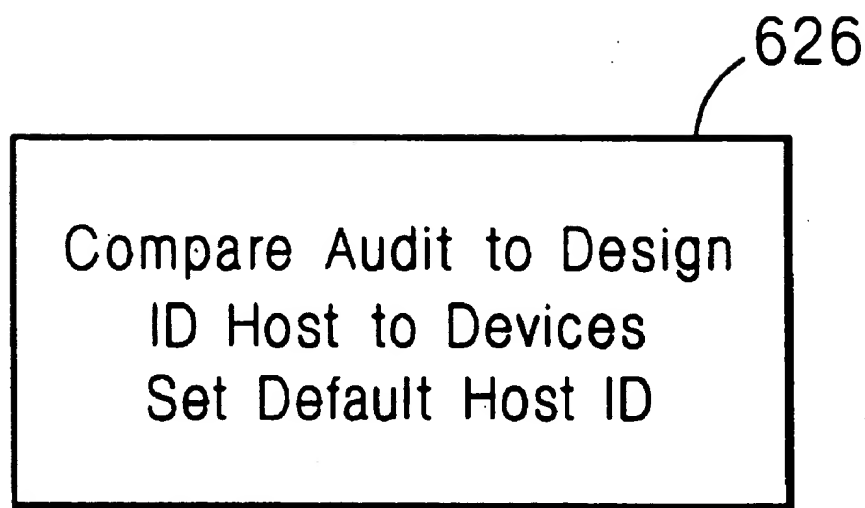 626
Compare Audit to Design
ID Host to Devices
Set Default Host ID